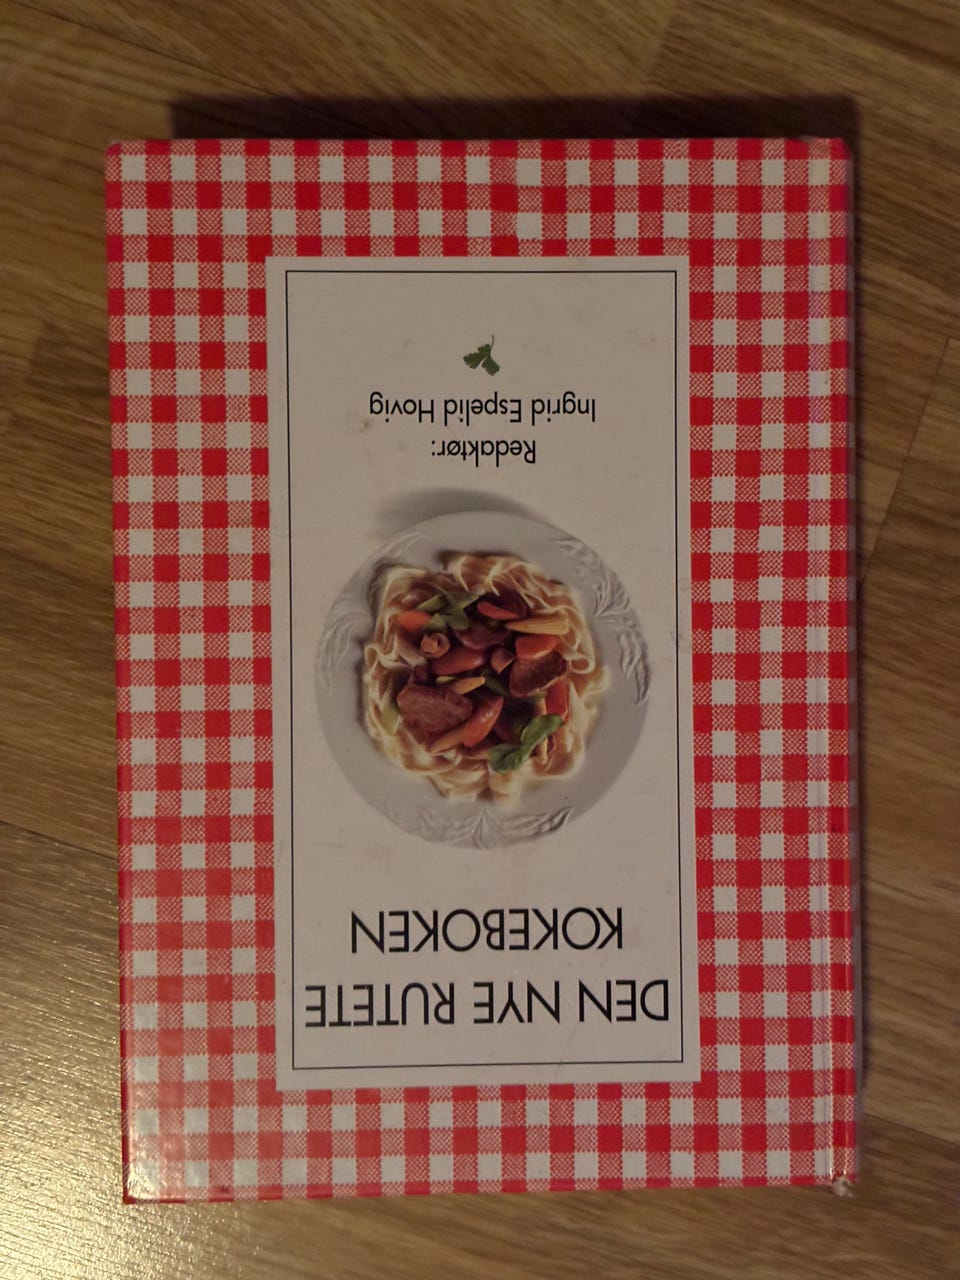 DEN NYE RUTETE
KOKEBOKEN
Redaktør:
Ingrid Espelid Hovig